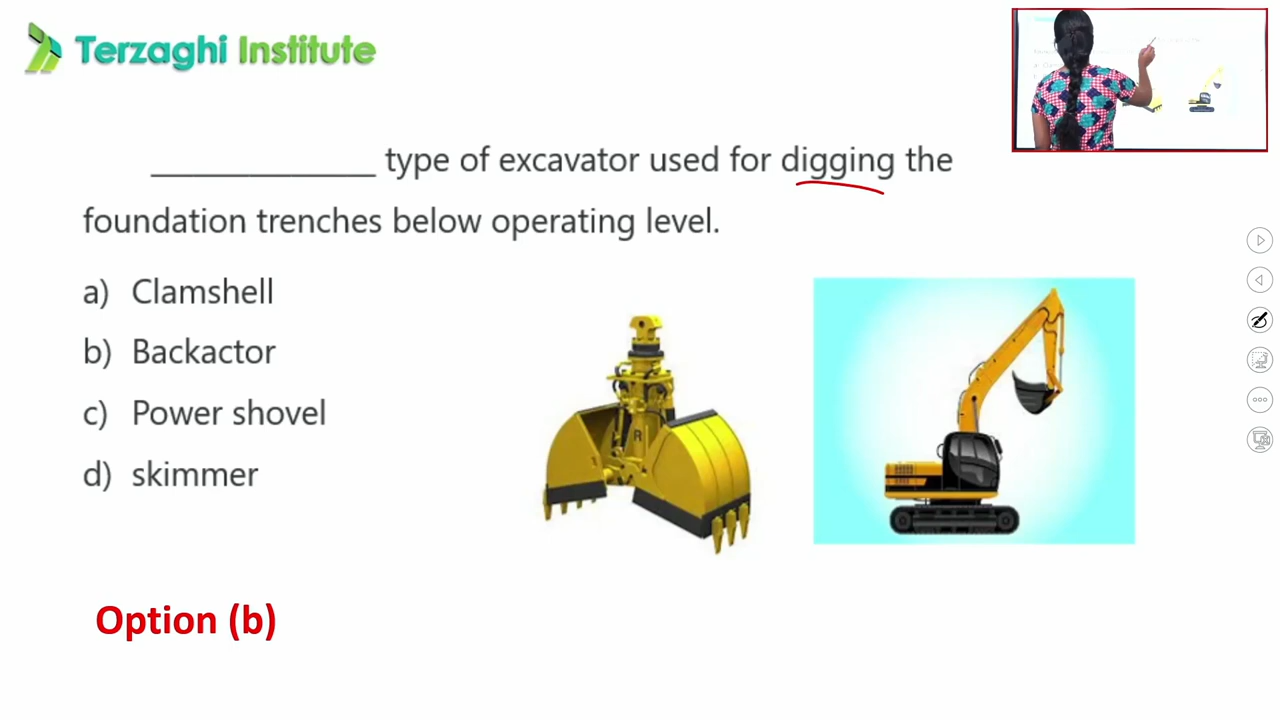 Terzaghi Institute
______________ type of excavator used for digging the
foundation trenches below operating level.
a) Clamshell
b) Backactor
c) Power shovel
d) skimmer
R
Option (b)